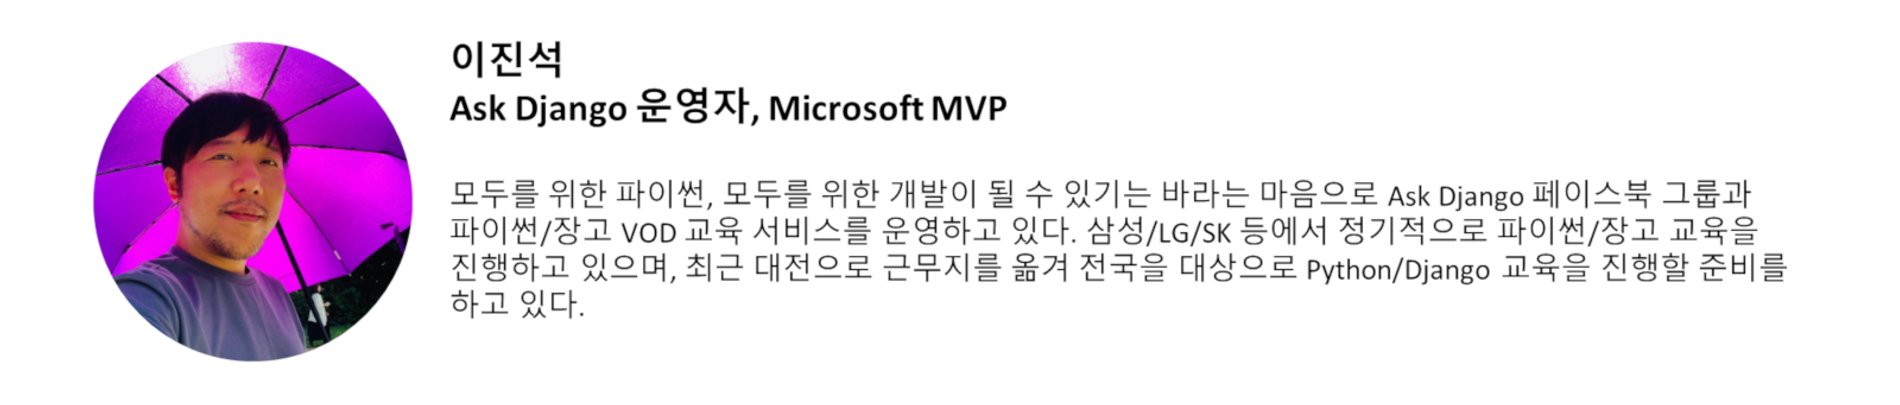 이진석
Ask Django 운영자, Microsoft MVP
모두를 위한 파이썬, 모두를 위한 개발이 될 수 있기는 바라는 마음으로 Ask Django 페이스북 그룹과
파이썬/장고 VOD 교육 서비스를 운영하고 있다. 삼성/LG/SK 등에서 정기적으로 파이썬/장고 교육을
진행하고 있으며, 최근 대전으로 근무지를 옮겨 전국을 대상으로 Python/Django 교육을 진행할 준비를
하고 있다.